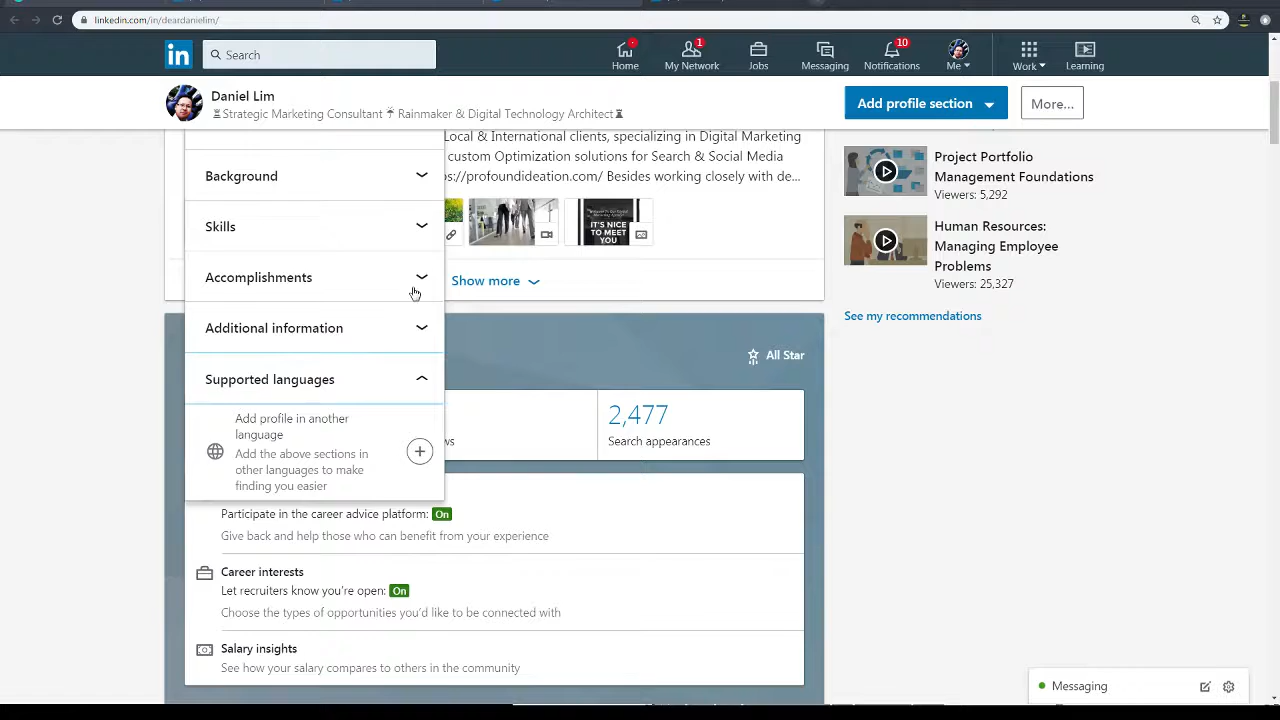 linkedin.com/in/deardanielim/
in
Search
Home
1
My Network
Jobs
Messaging
10
Notifications
Me
Work
Learning
Daniel Lim
Strategic Marketing Consultant
Rainmaker & Digital Technology Architect
Add profile section
More...
Local & International clients, specializing in Digital Marketing
custom Optimization solutions for Search & Social Media
ps://profoundideation.com/ Besides working closely with de...
IT'S NICE
TO MEET
YOU
Show more
Background
Skills
Accomplishments
Additional information
Supported languages
Add profile in another
language
Add the above sections in
other languages to make
finding you easier
All Star
ws
2,477
Search appearances
Participate in the career advice platform: On
Give back and help those who can benefit from your experience
Career interests
Let recruiters know you're open: On
Choose the types of opportunities you'd like to be connected with
Salary insights
See how your salary compares to others in the community
Project Portfolio
Management Foundations
Viewers: 5,292
Human Resources:
Managing Employee
Problems
Viewers: 25,327
See my recommendations
Messaging